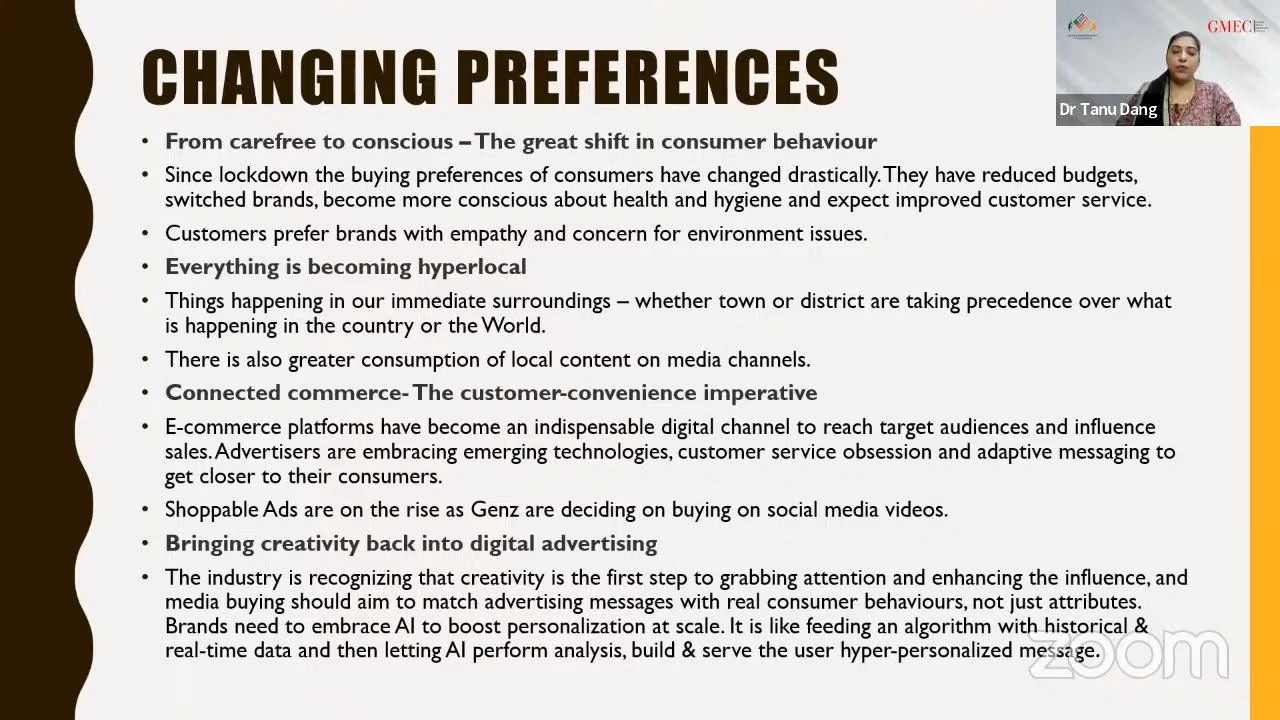 CHANGING PREFERENCES
GMEC
Dr Tanu Dang
• From carefree to conscious – The great shift in consumer behaviour
• Since lockdown the buying preferences of consumers have changed drastically. They have reduced budgets,
switched brands, become more conscious about health and hygiene and expect improved customer service.
• Customers prefer brands with empathy and concern for environment issues.
• Everything is becoming hyperlocal
• Things happening in our immediate surroundings – whether town or district are taking precedence over what
is happening in the country or the World.
• There is also greater consumption of local content on media channels.
• Connected commerce- The customer-convenience imperative
• E-commerce platforms have become an indispensable digital channel to reach target audiences and influence
sales. Advertisers are embracing emerging technologies, customer service obsession and adaptive messaging to
get closer to their consumers.
• Shoppable Ads are on the rise as Genz are deciding on buying on social media videos.
• Bringing creativity back into digital advertising
• The industry is recognizing that creativity is the first step to grabbing attention and enhancing the influence, and
media buying should aim to match advertising messages with real consumer behaviours, not just attributes.
Brands need to embrace AI to boost personalization at scale. It is like feeding an algorithm with historical &
real-time data and then letting AI perform analysis, build & serve the user hyper-personalized message.
zoom